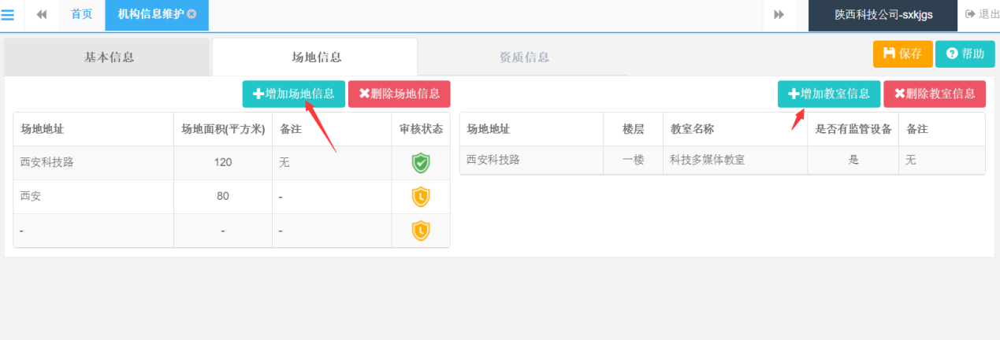 首页 机构信息维护 陕西科技公司-sxkjgs 退出
基本信息 场地信息 资质信息 保存 帮助
增加场地信息 删除场地信息 增加教室信息 删除教室信息
场地地址 场地面积(平方米) 备注 审核状态 场地地址 楼层 教室名称 是否有监管设备 备注
西安科技路 120 无 西安科技路 一楼 科技多媒体教室 是 无
西安 80 -
- - -